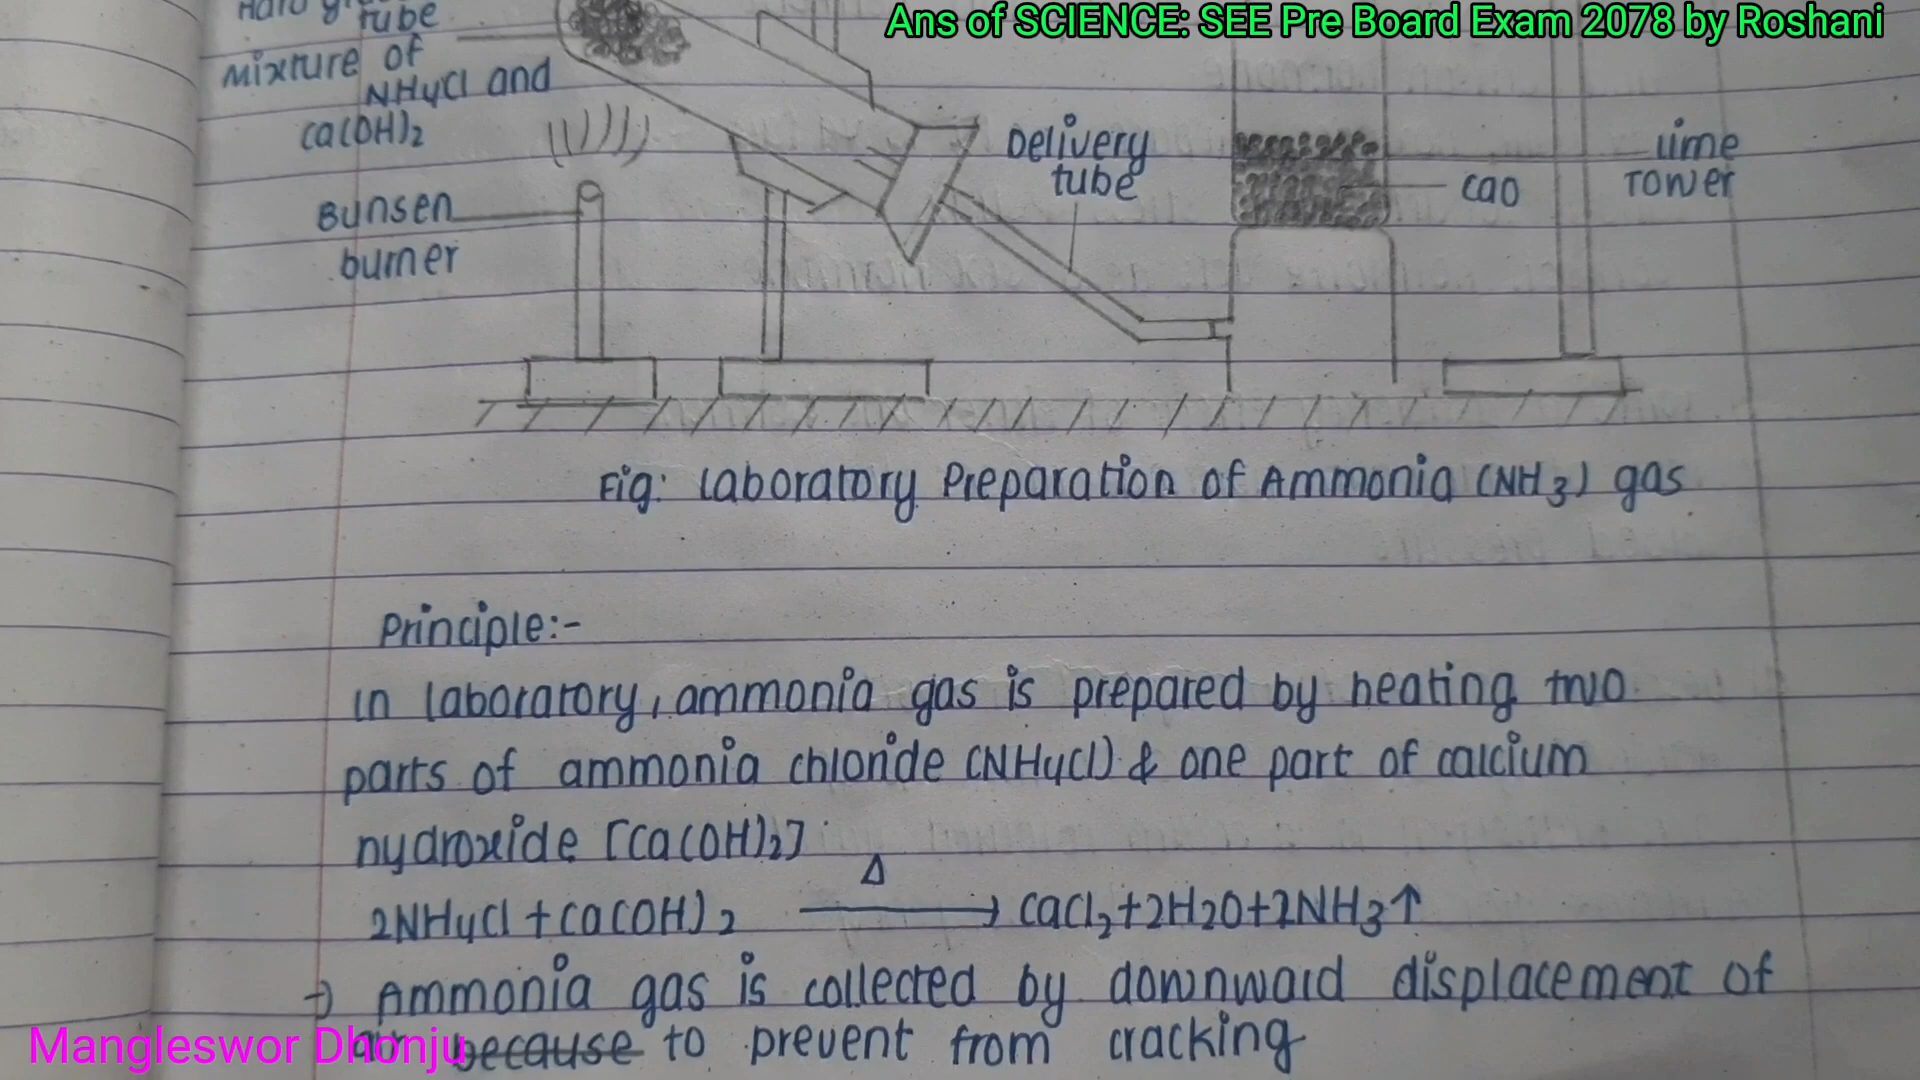 Ans of SCIENCE: SEE Pre Board Exam 2078 by Roshani
Hard
tube
Mixture of
NH4Cl and
Ca(OH)2
Bunsen
burner
Delivery
tube
CaO
Lime
Tower
Fig: Laboratory Preparation of Ammonia (NH3) gas
Principle:-
In laboratory, ammonia gas is prepared by heating two
parts of ammonia chloride (NH4Cl) & one part of calcium
hydroxide [Ca(OH)2]
Δ
2NH4Cl + Ca(OH)2 → CaCl2+2H2O+2NH3↑
→ Ammonia gas is collected by downward displacement of
air because to prevent from cracking
Mangleswor Dhonju